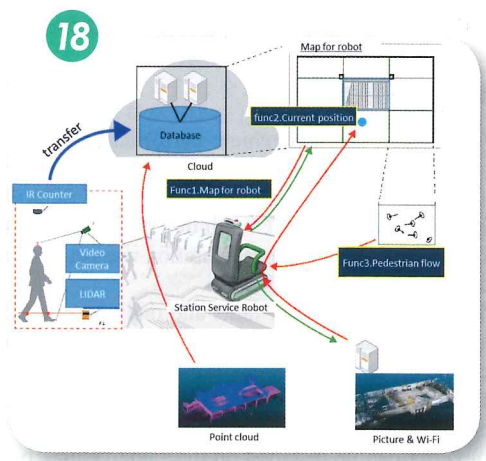 18
Map for robot
func2.Current position
Database
transfer
Cloud
Func1.Map for robot
IR Counter
Video
Camera
LIDAR
Func3.Pedestrian flow
Station Service Robot
Point cloud
Picture & Wi-Fi